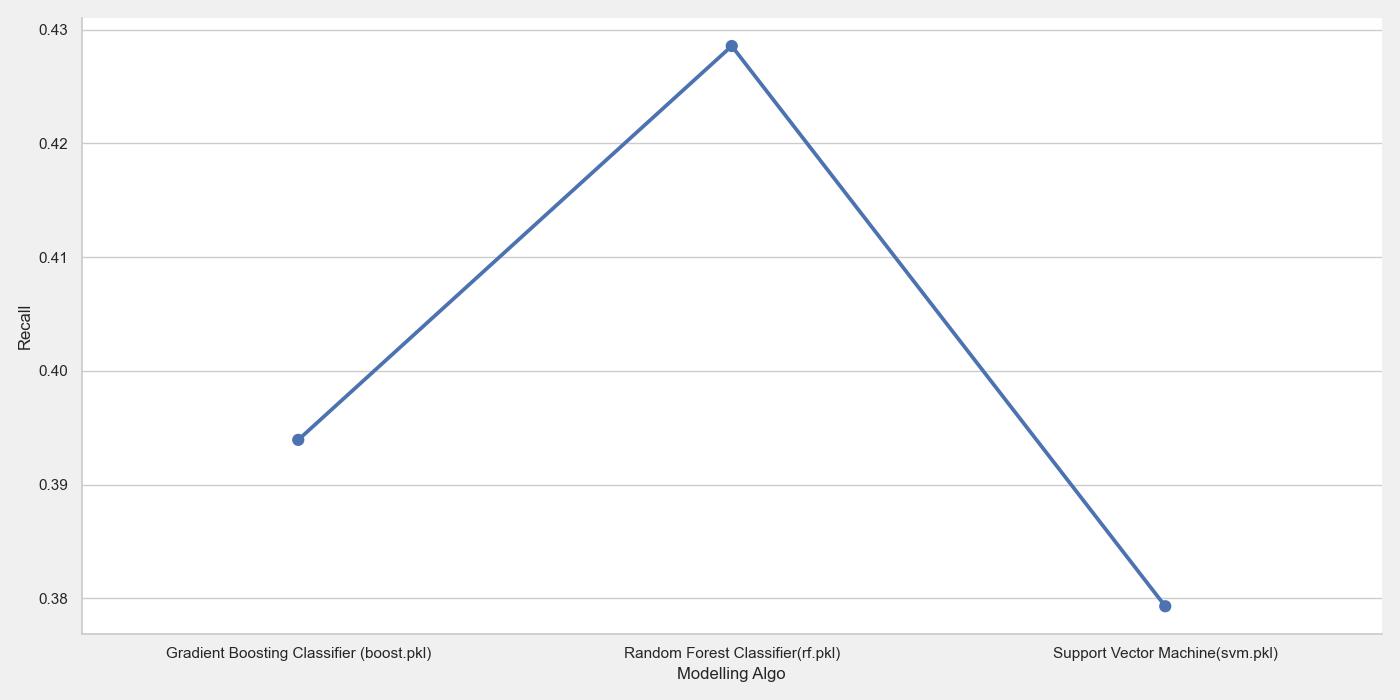 0.43
0.42
0.41
0.40
0.39
0.38
Recall
Gradient Boosting Classifier (boost.pkl)
Random Forest Classifier(rf.pkl)
Support Vector Machine(svm.pkl)
Modelling Algo